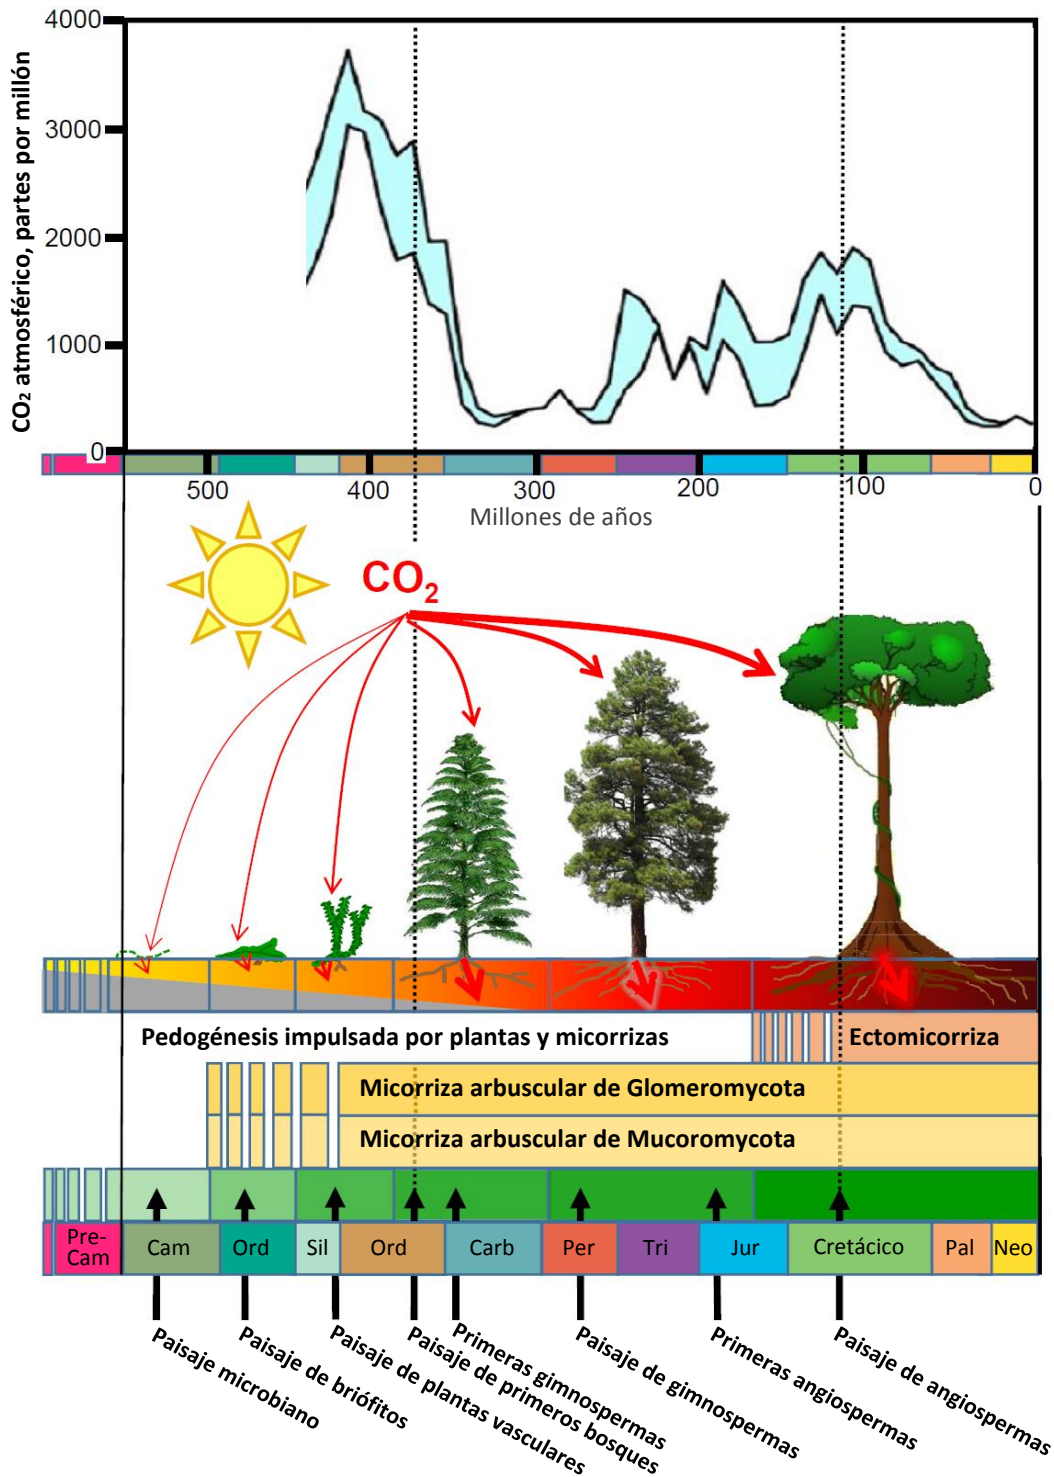 CO2 atmosférico, partes por millón
4000
3000
2000
1000
0
500
400
300
200
100
0
Millones de años
CO2
Pedogénesis impulsada por plantas y micorrizas
Ectomicorriza
Micorriza arbuscular de Glomeromycota
Micorriza arbuscular de Mucoromycota
Pre-
Cam
Cam
Ord
Sil
Ord
Carb
Per
Tri
Jur
Cretácico
Pal
Neo
Paisaje microbiano
Paisaje de briófitos
Paisaje de plantas vasculares
Paisaje de primeros bosques
Primeras gimnospermas
Paisaje de gimnospermas
Primeras angiospermas
Paisaje de angiospermas